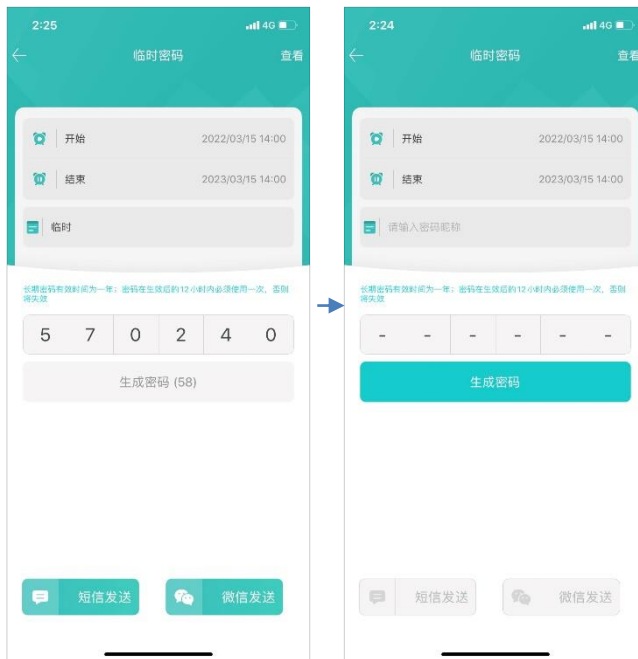 2:25
4G
临时密码
查看
开始
2022/03/15 14:00
结束
2023/03/15 14:00
临时
长期密码有效时间为一年；密码在生效后的12小时内必须使用一次，否则
将失效
5 7 0 2 4 0
生成密码 (58)
短信发送
微信发送
2:24
4G
临时密码
查看
开始
2022/03/15 14:00
结束
2023/03/15 14:00
请输入密码昵称
长期密码有效时间为一年；密码在生效后的12小时内必须使用一次，否则
将失效
- - - - - -
生成密码
短信发送
微信发送